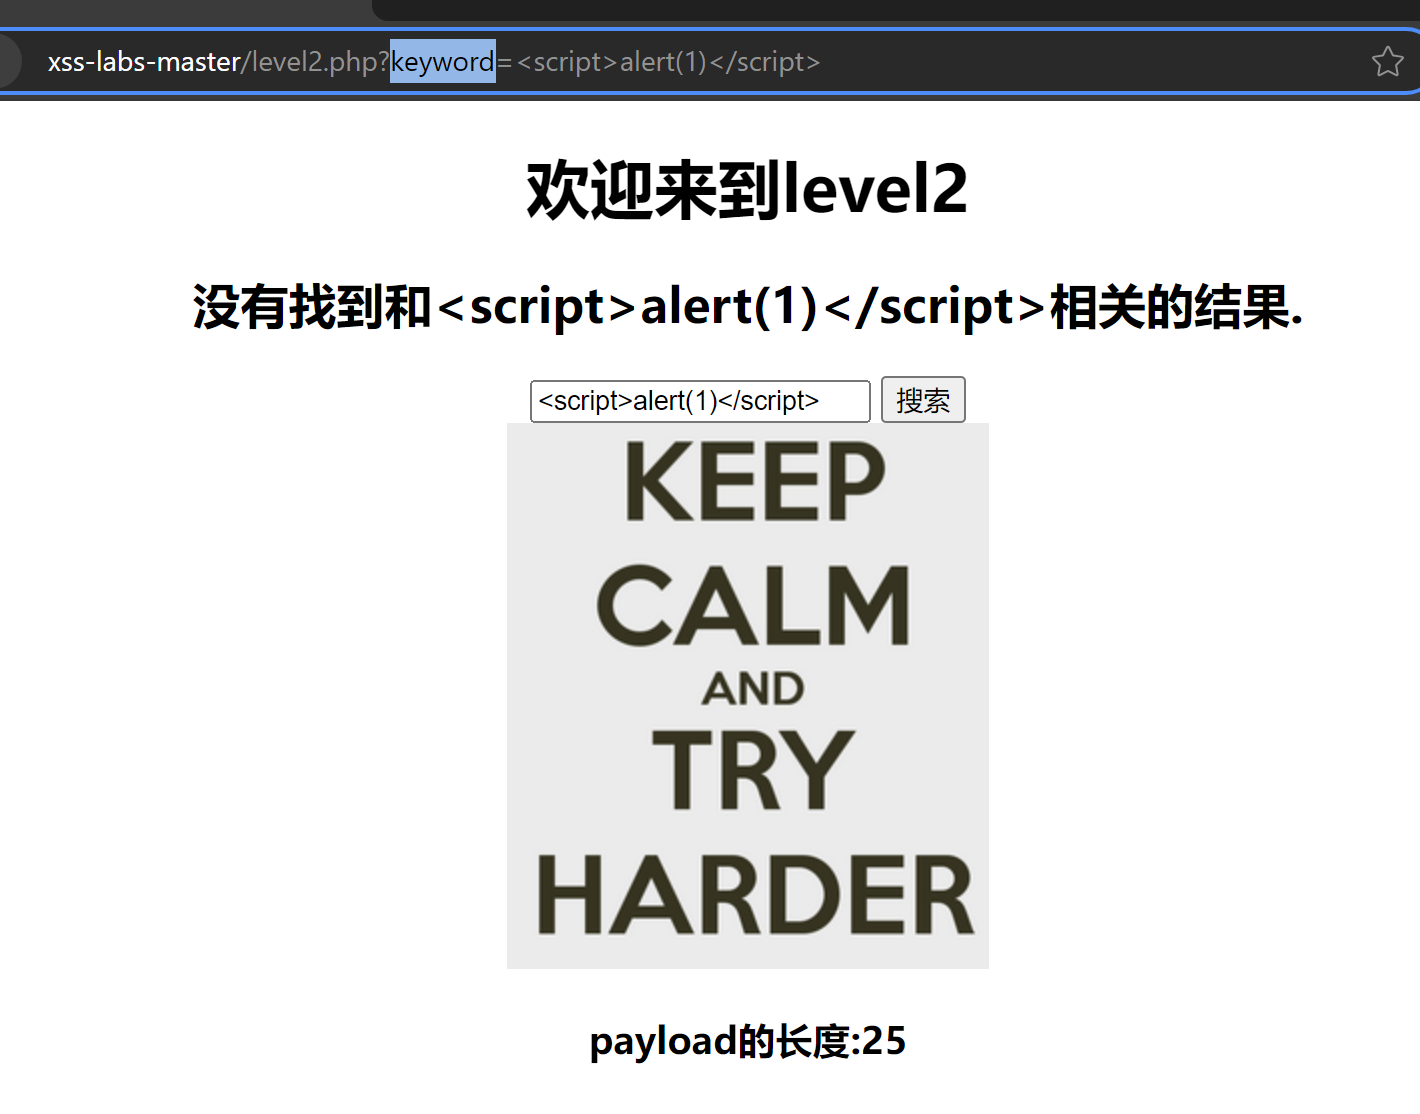 xss-labs-master/level2.php?keyword=<script>alert(1)</script>
欢迎来到level2
没有找到和<script>alert(1)</script>相关的结果.
<script>alert(1)</script> 搜索
KEEP
CALM
AND
TRY
HARDER
payload的长度:25